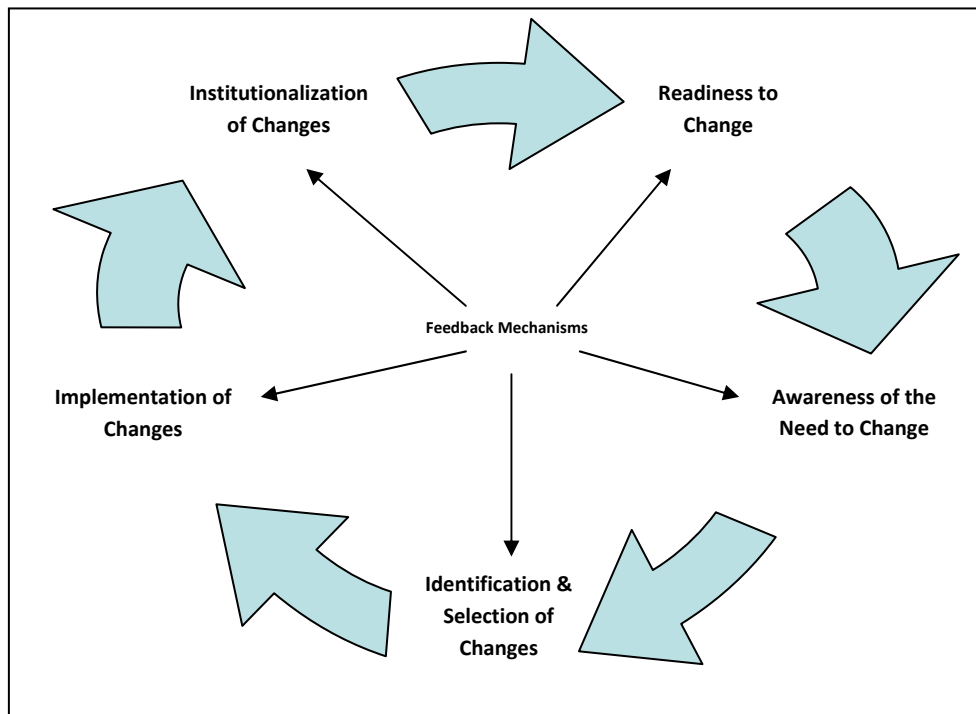 Institutionalization
of Changes
Readiness to
Change
Feedback Mechanisms
Implementation of
Changes
Awareness of the
Need to Change
Identification &
Selection of
Changes